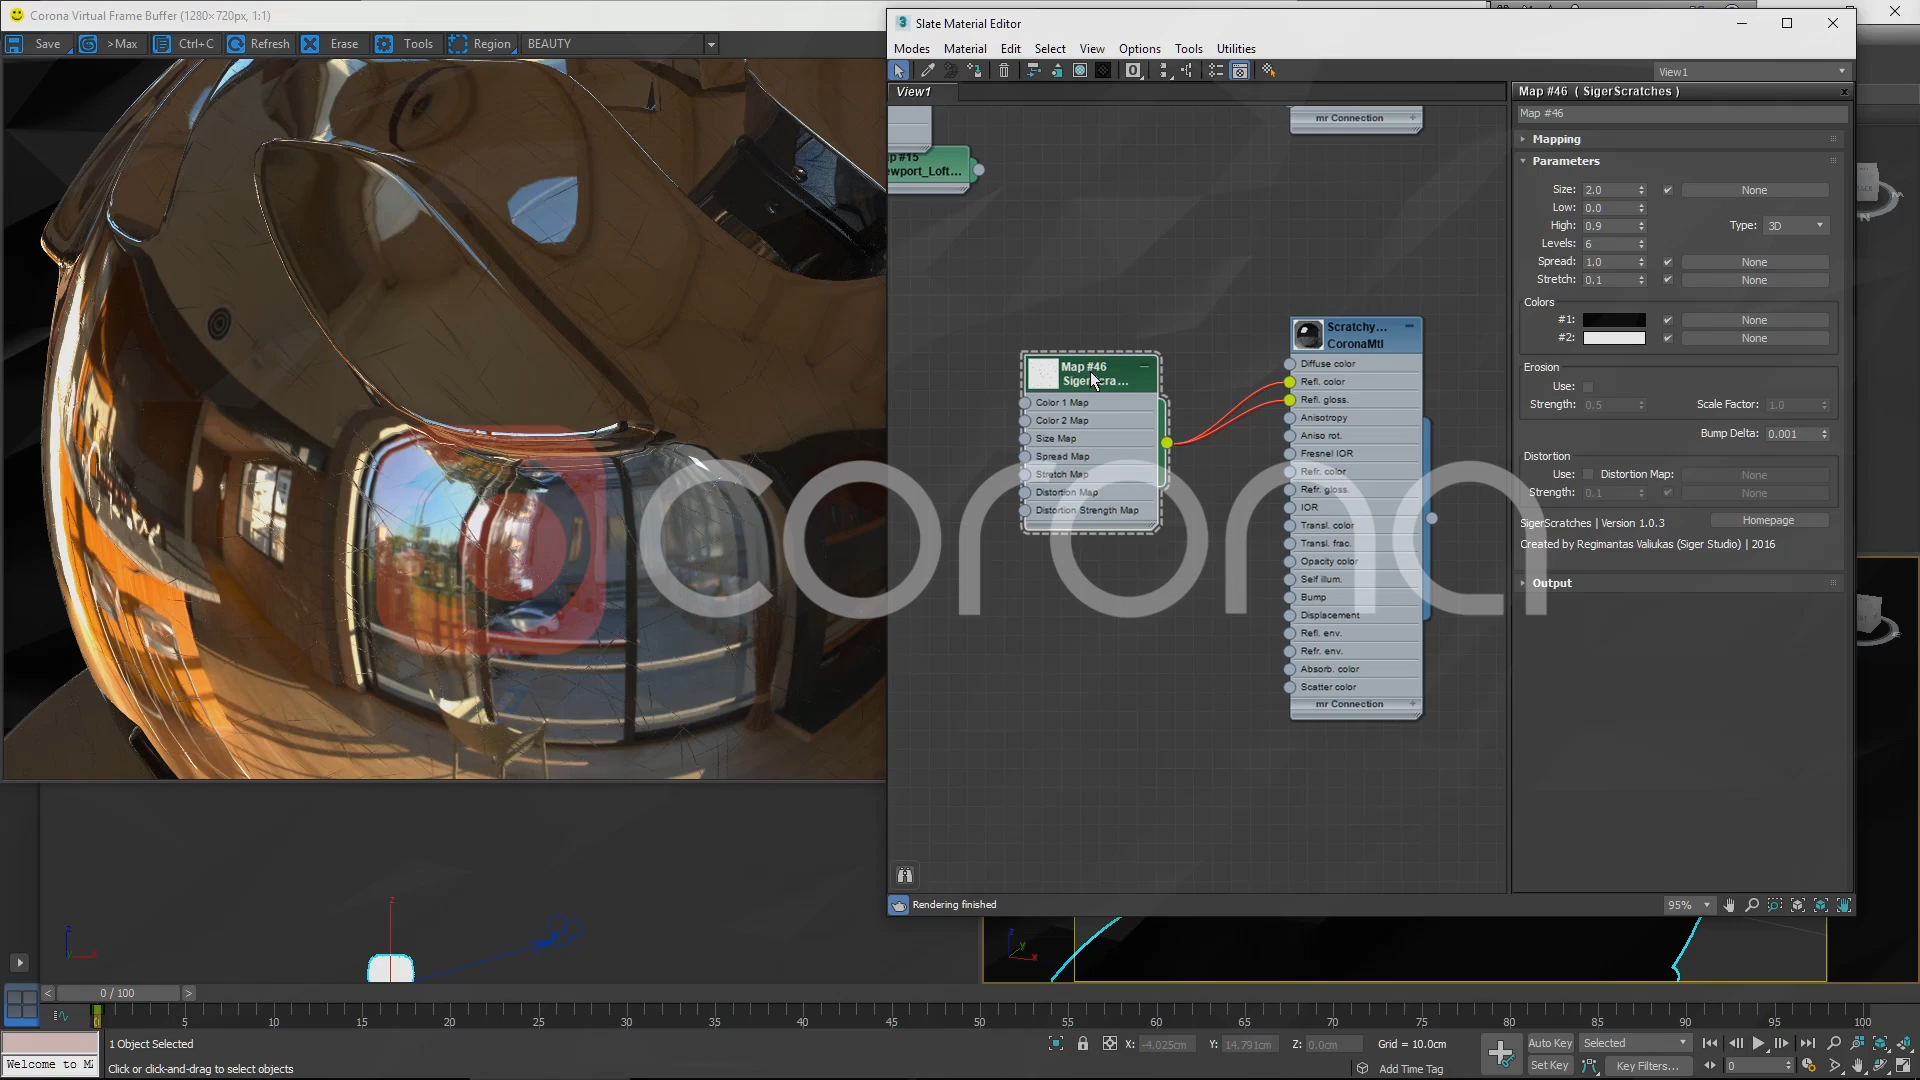 Corona Virtual Frame Buffer (1280×720px, 1:1)
Save
>Max
Ctrl+C
Refresh
Erase
Tools
Region
BEAUTY
3 Slate Material Editor
Modes Material Edit Select View Options Tools Utilities
View1
View1
mr Connection
#15
Map #46
SigerScra...
Color 1 Map
Color 2 Map
Size Map
Spread Map
Stretch Map
Distortion Map
Distortion Strength Map
Scratchy...
CoronaMtl
Diffuse color
Refl. color
Refl. gloss.
Anisotropy
Aniso rot.
Fresnel IOR
Refr. color
Refr. gloss.
IOR
Transl. color
Transl. frac.
Opacity color
Self illum.
Bump
Displacement
Refl. env.
Refr. env.
Absorb. color
Scatter color
mr Connection
Map #46 ( SigerScratches )
Map #46
Mapping
Parameters
Size: 2.0 None
Low: 0.0
High: 0.9 Type: 3D
Levels: 6
Spread: 1.0 None
Stretch: 0.1 None
Colors
#1: None
#2: None
Erosion
Use:
Strength: 0.5 Scale Factor: 1.0
Bump Delta: 0.001
Distortion
Use: Distortion Map: None
Strength: 0.1 None
SigerScratches | Version 1.0.3 Homepage
Created by Regimantas Valiukas (Siger Studio) | 2016
Output
corona
Rendering finished
95%
z
z
y
x
< 0 / 100 >
5 10 15 20 25 30 35 40 45 50 55 60 65 70 75 80 85 90 95 100
1 Object Selected
X: -4.025cm Y: 14.791cm Z: 0.0cm Grid = 10.0cm
Auto Key Selected
Welcome to M
Click or click-and-drag to select objects
Add Time Tag
Set Key Key Filters... 0